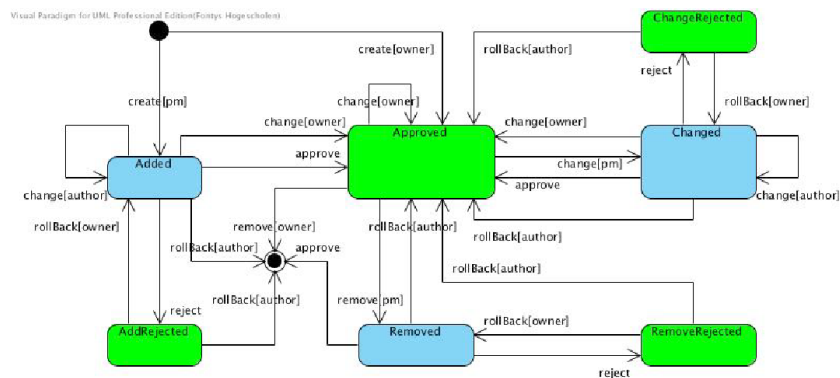 Visual Paradigm for UML Professional Edition(Fontys Hogescholen)
ChangeRejected
create[owner]
rollBack[author]
reject
create[pm]
change[owner]
rollBack[owner]
change[owner]
change[owner]
Approved
Changed
Added
approve
change[pm]
approve
change[author]
change[author]
rollBack[owner]
remove[owner]
rollBack[author]
rollBack[author]
rollBack[author]
approve
rollBack[author]
rollBack[author]
remove[pm]
reject
AddRejected
Removed
rollBack[owner]
RemoveRejected
reject